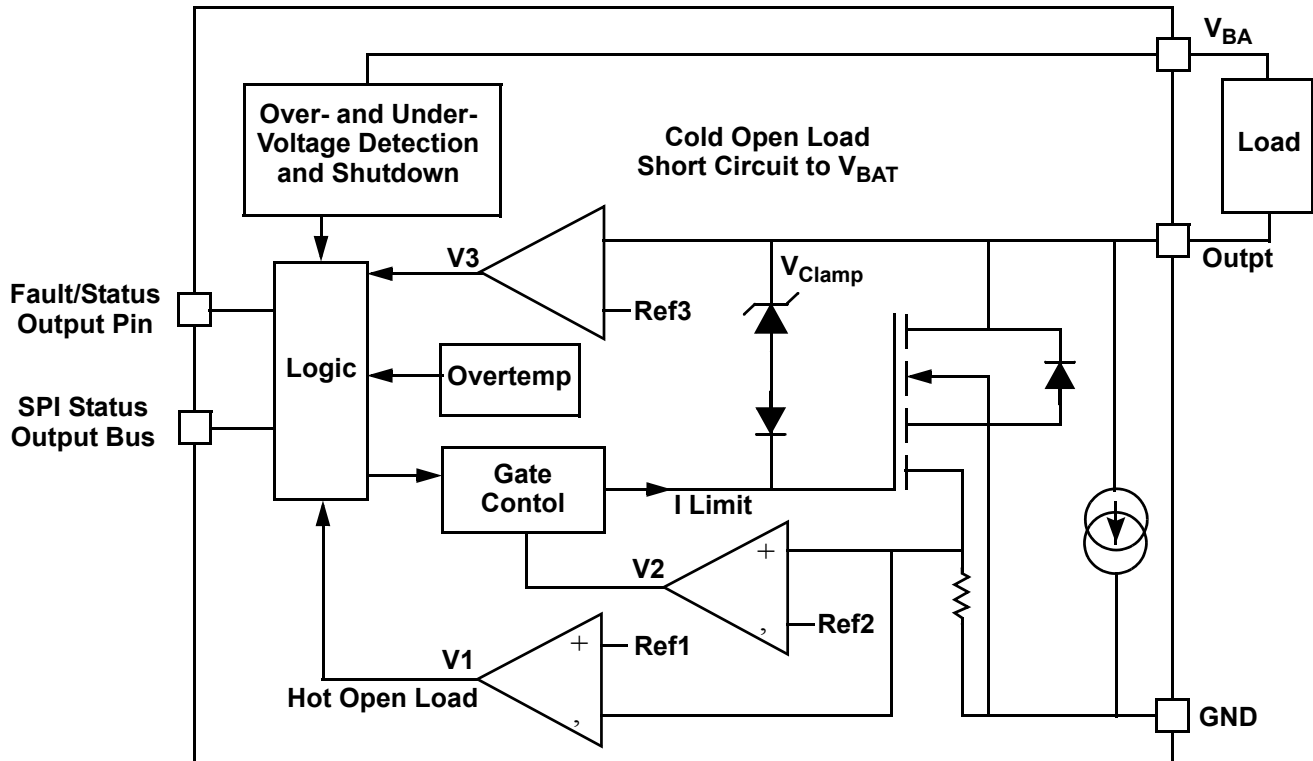 V_BA
Over- and Under-
Voltage Detection
and Shutdown
Cold Open Load
Short Circuit to V_BAT
Load
V3
V_Clamp
Outpt
Fault/Status
Output Pin
Ref3
Logic
Overtemp
SPI Status
Output Bus
Gate
Contol
I Limit
+
V2
,
Ref2
+
Ref1
V1
Hot Open Load
,
GND